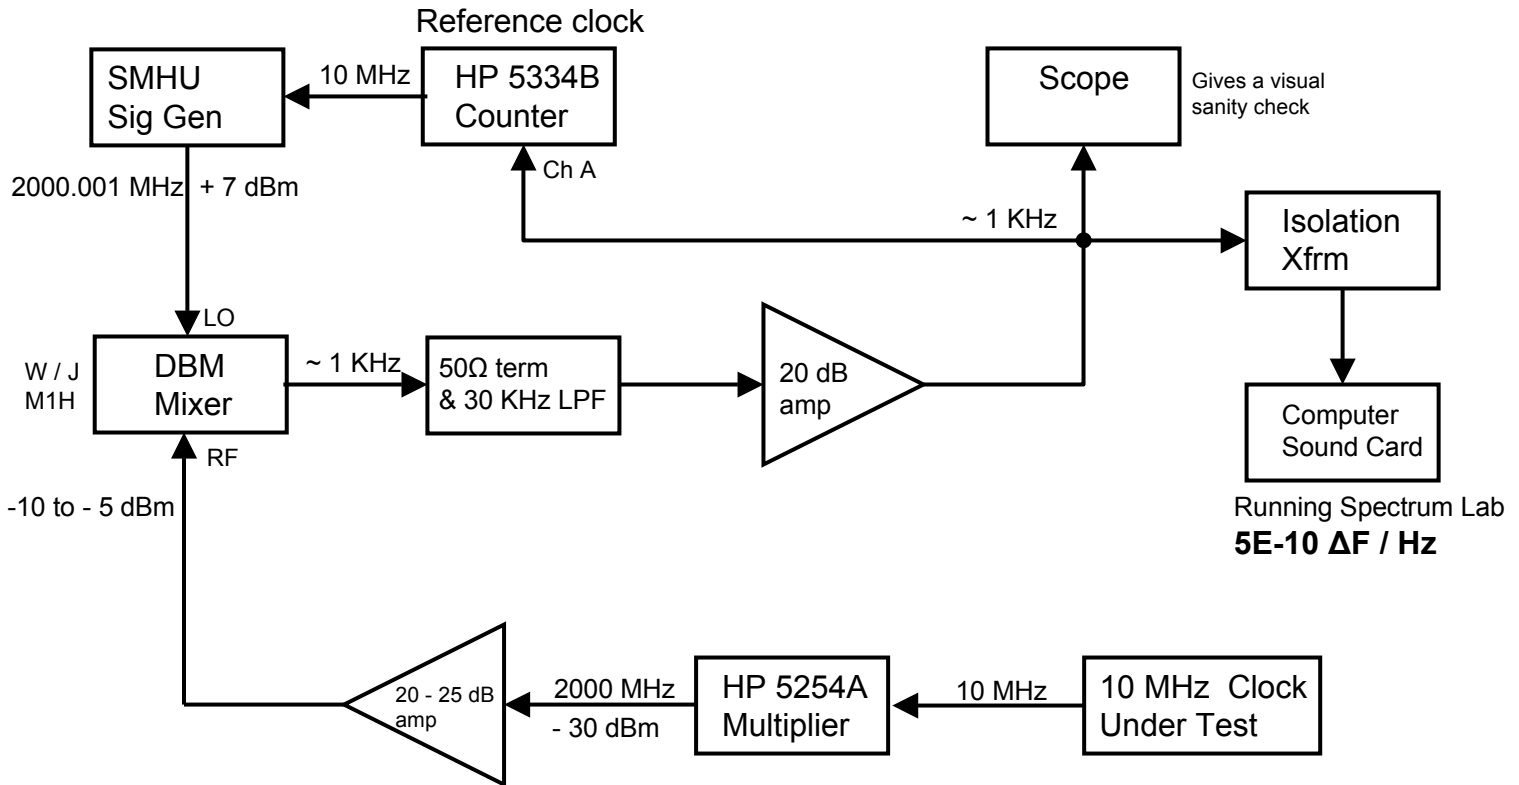 Reference clock
SMHU
Sig Gen
10 MHz
HP 5334B
Counter
Scope
Gives a visual
sanity check
Ch A
2000.001 MHz
+ 7 dBm
~ 1 KHz
Isolation
Xfrm
LO
W / J
M1H
DBM
Mixer
~ 1 KHz
50Ω term
& 30 KHz LPF
20 dB
amp
Computer
Sound Card
RF
-10 to - 5 dBm
Running Spectrum Lab
5E-10 ΔF / Hz
20 - 25 dB
amp
2000 MHz
- 30 dBm
HP 5254A
Multiplier
10 MHz
10 MHz Clock
Under Test